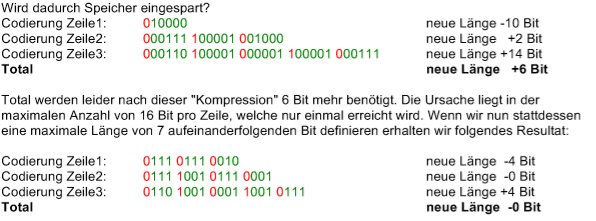 Wird dadurch Speicher eingespart?
Codierung Zeile1: 010000 neue Länge -10 Bit
Codierung Zeile2: 000111 100001 001000 neue Länge +2 Bit
Codierung Zeile3: 000110 100001 000001 100001 000111 neue Länge +14 Bit
Total neue Länge +6 Bit
Total werden leider nach dieser "Kompression" 6 Bit mehr benötigt. Die Ursache liegt in der
maximalen Anzahl von 16 Bit pro Zeile, welche nur einmal erreicht wird. Wenn wir nun stattdessen
eine maximale Länge von 7 aufeinanderfolgenden Bit definieren erhalten wir folgendes Resultat:
Codierung Zeile1: 0111 0111 0010 neue Länge -4 Bit
Codierung Zeile2: 0111 1001 0111 0001 neue Länge -0 Bit
Codierung Zeile3: 0110 1001 0001 1001 0111 neue Länge +4 Bit
Total neue Länge -0 Bit